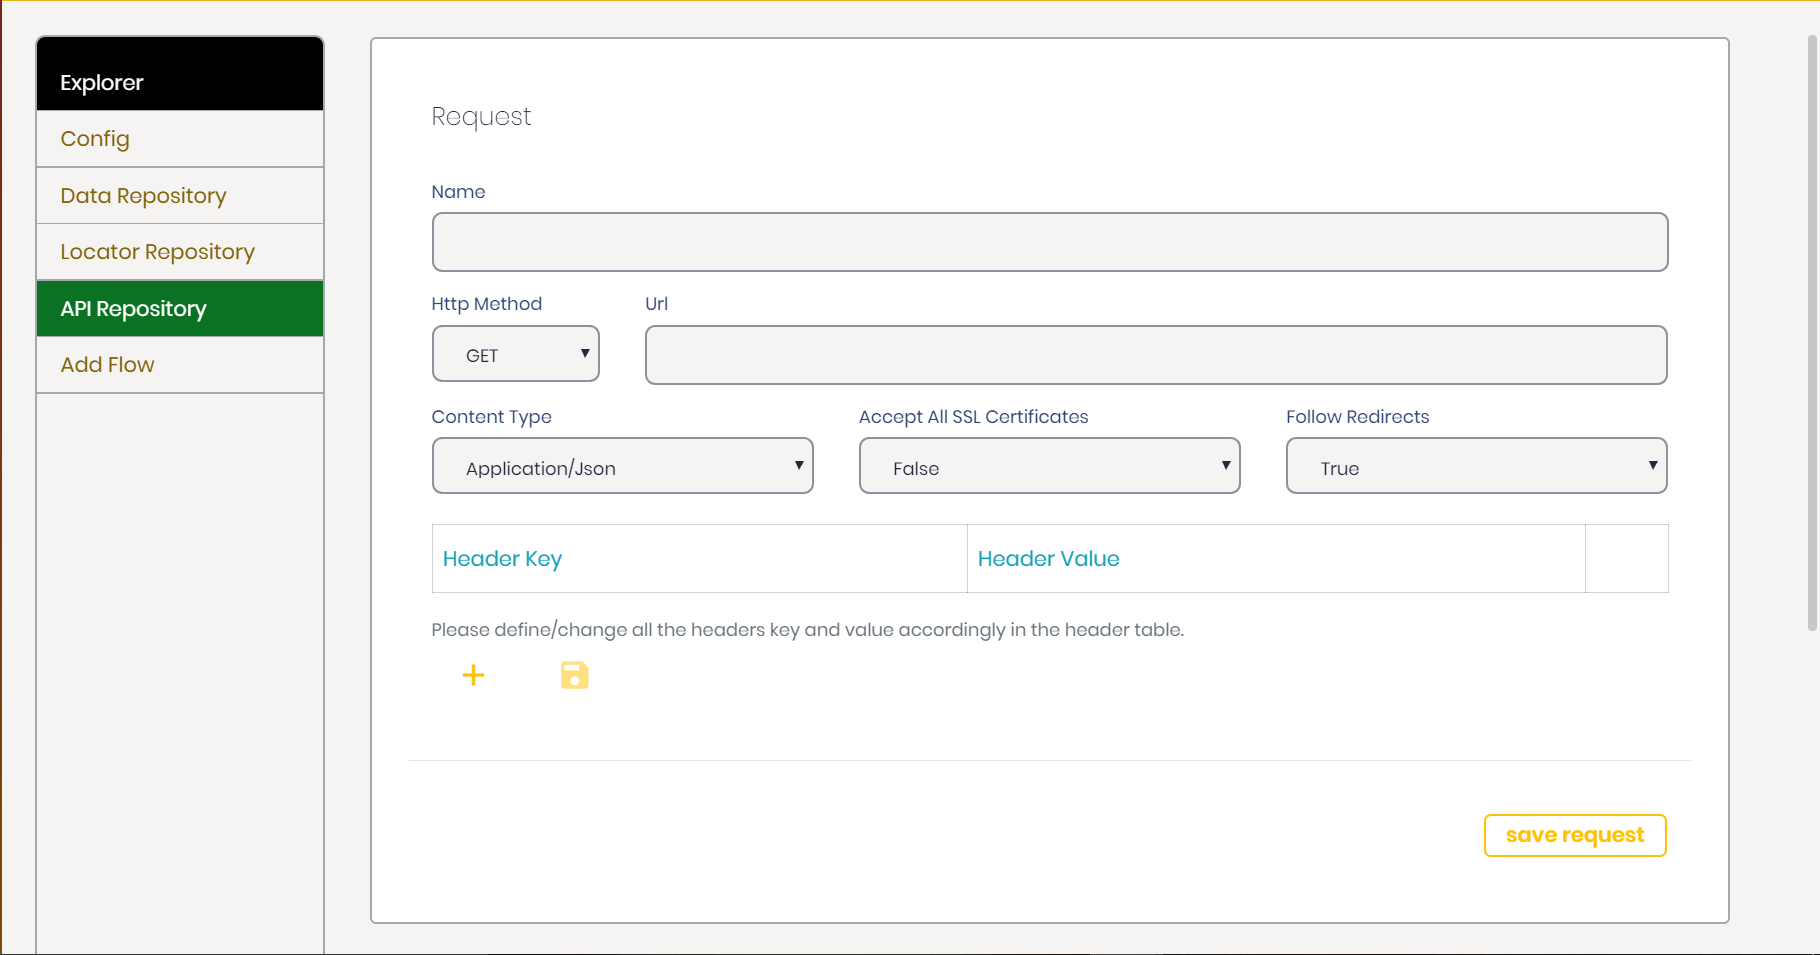 Explorer
Config
Data Repository
Locator Repository
API Repository
Add Flow
Request
Name
Http Method Url
GET
Content Type Accept All SSL Certificates Follow Redirects
Application/Json False True
Header Key Header Value
Please define/change all the headers key and value accordingly in the header table.
save request